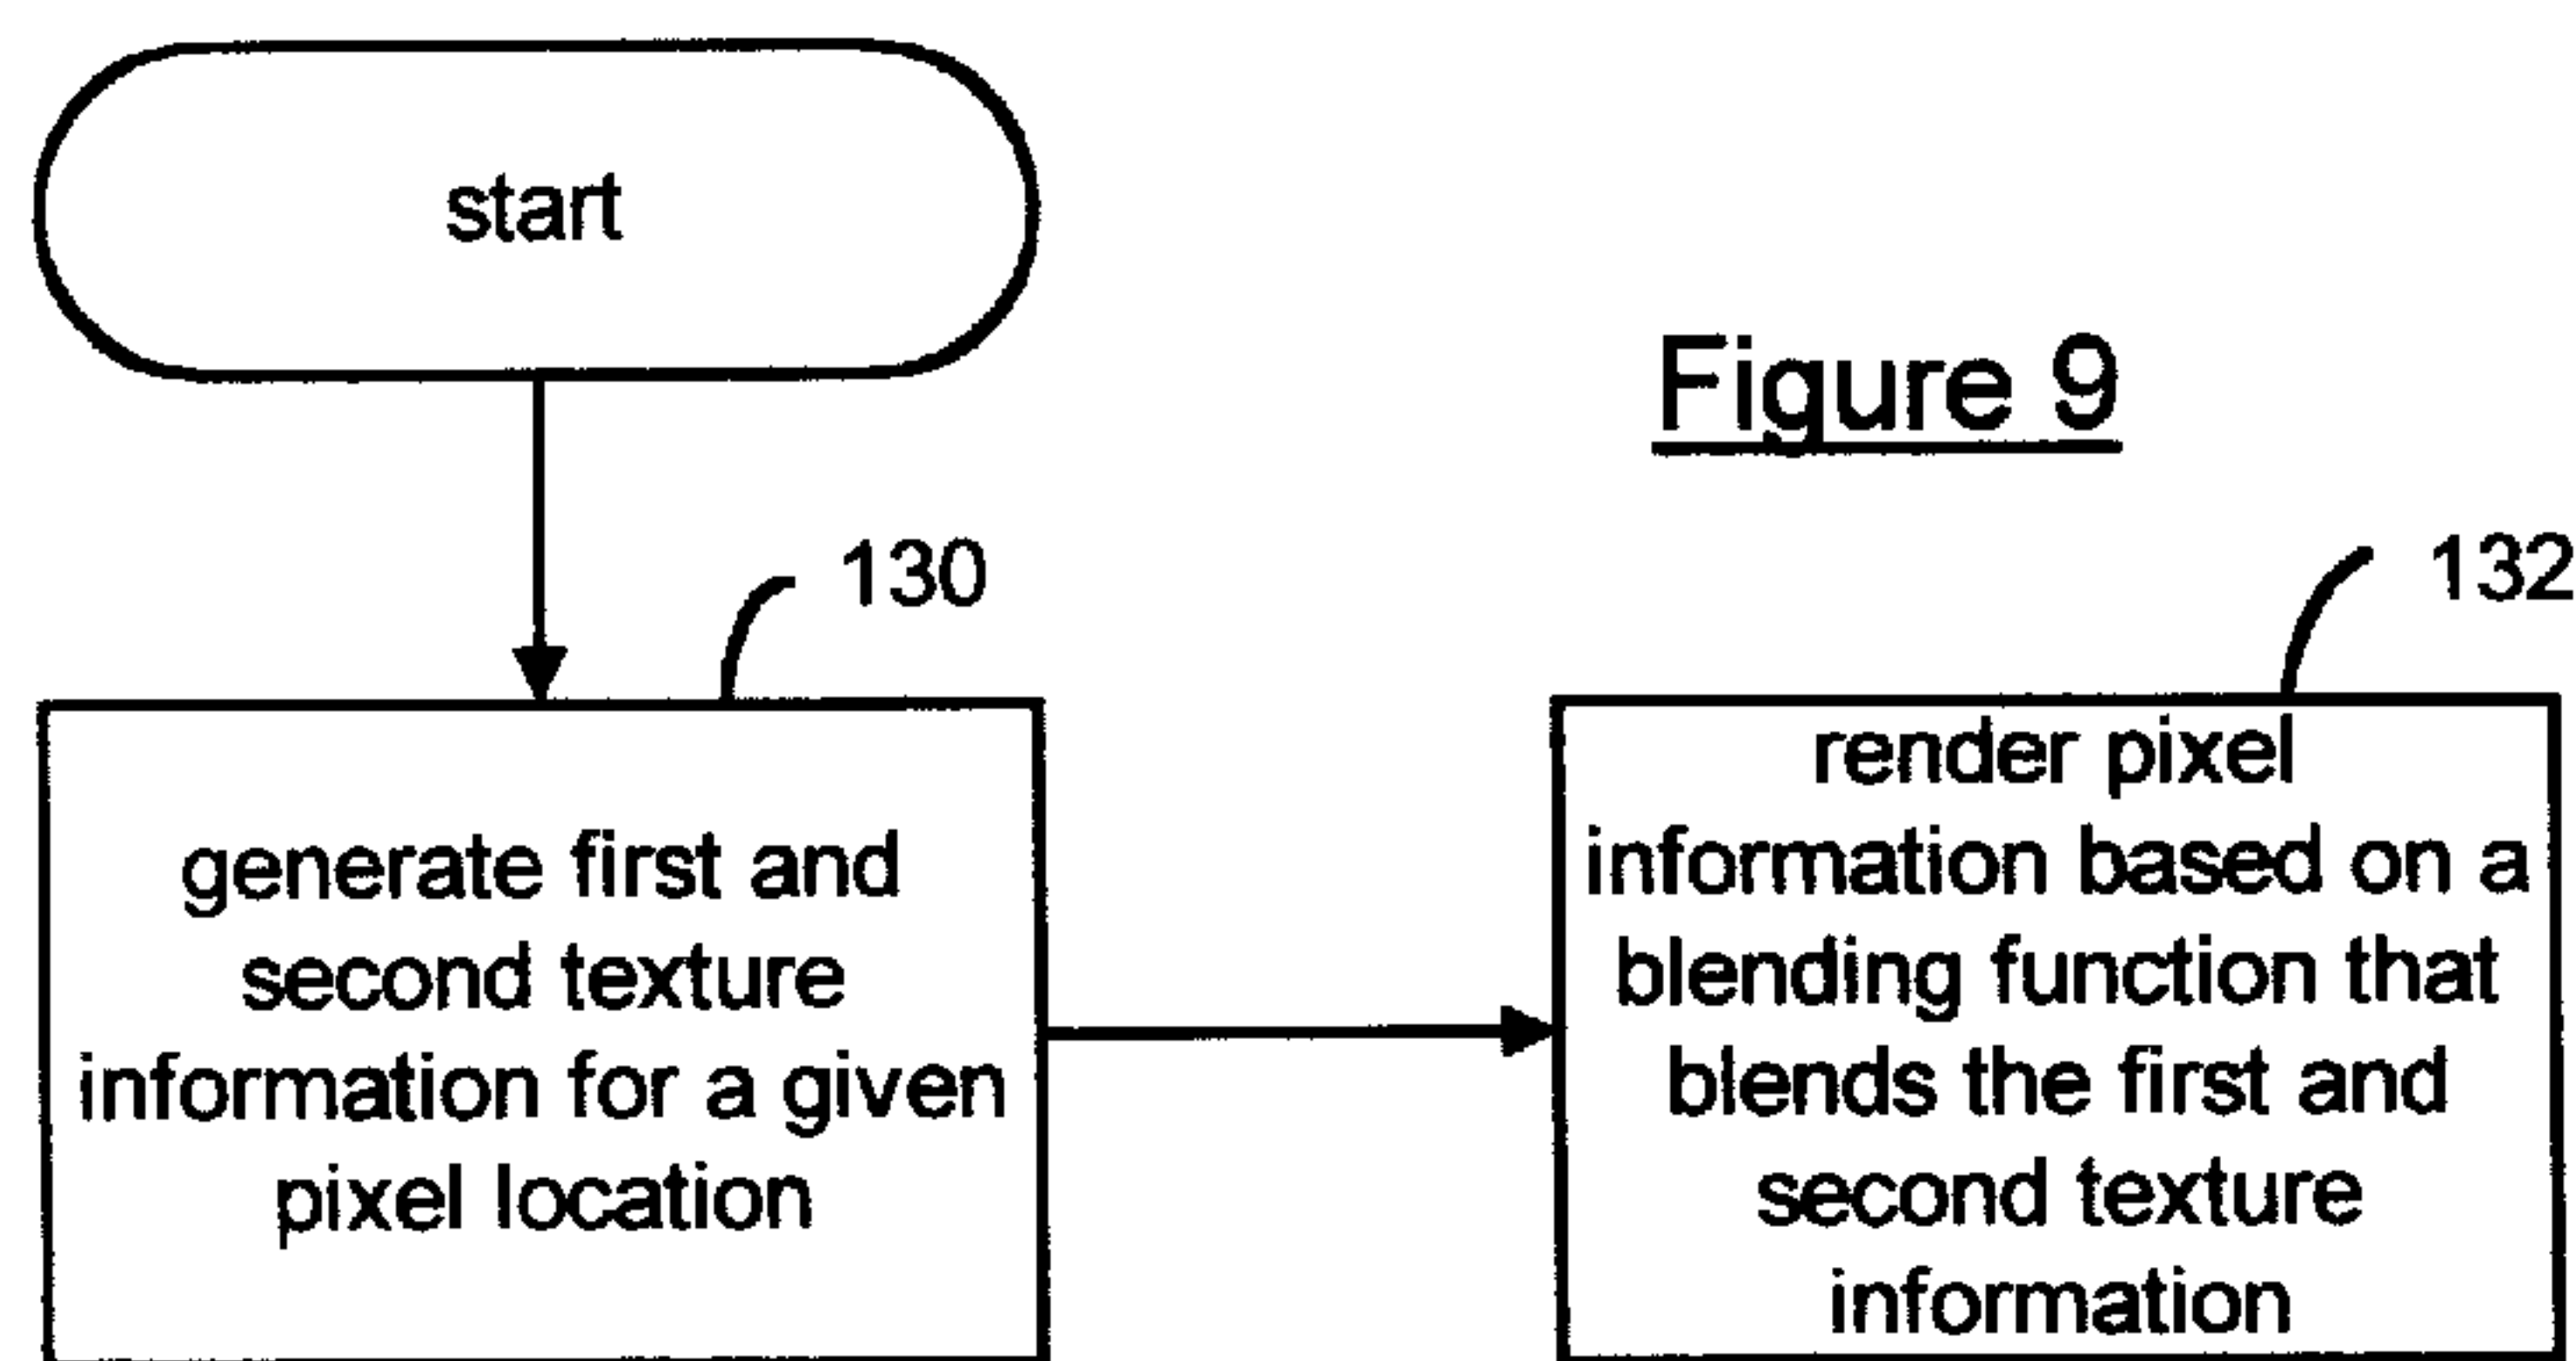 start
Figure 9
130
generate first and
second texture
information for a given
pixel location
132
render pixel
information based on a
blending function that
blends the first and
second texture
information